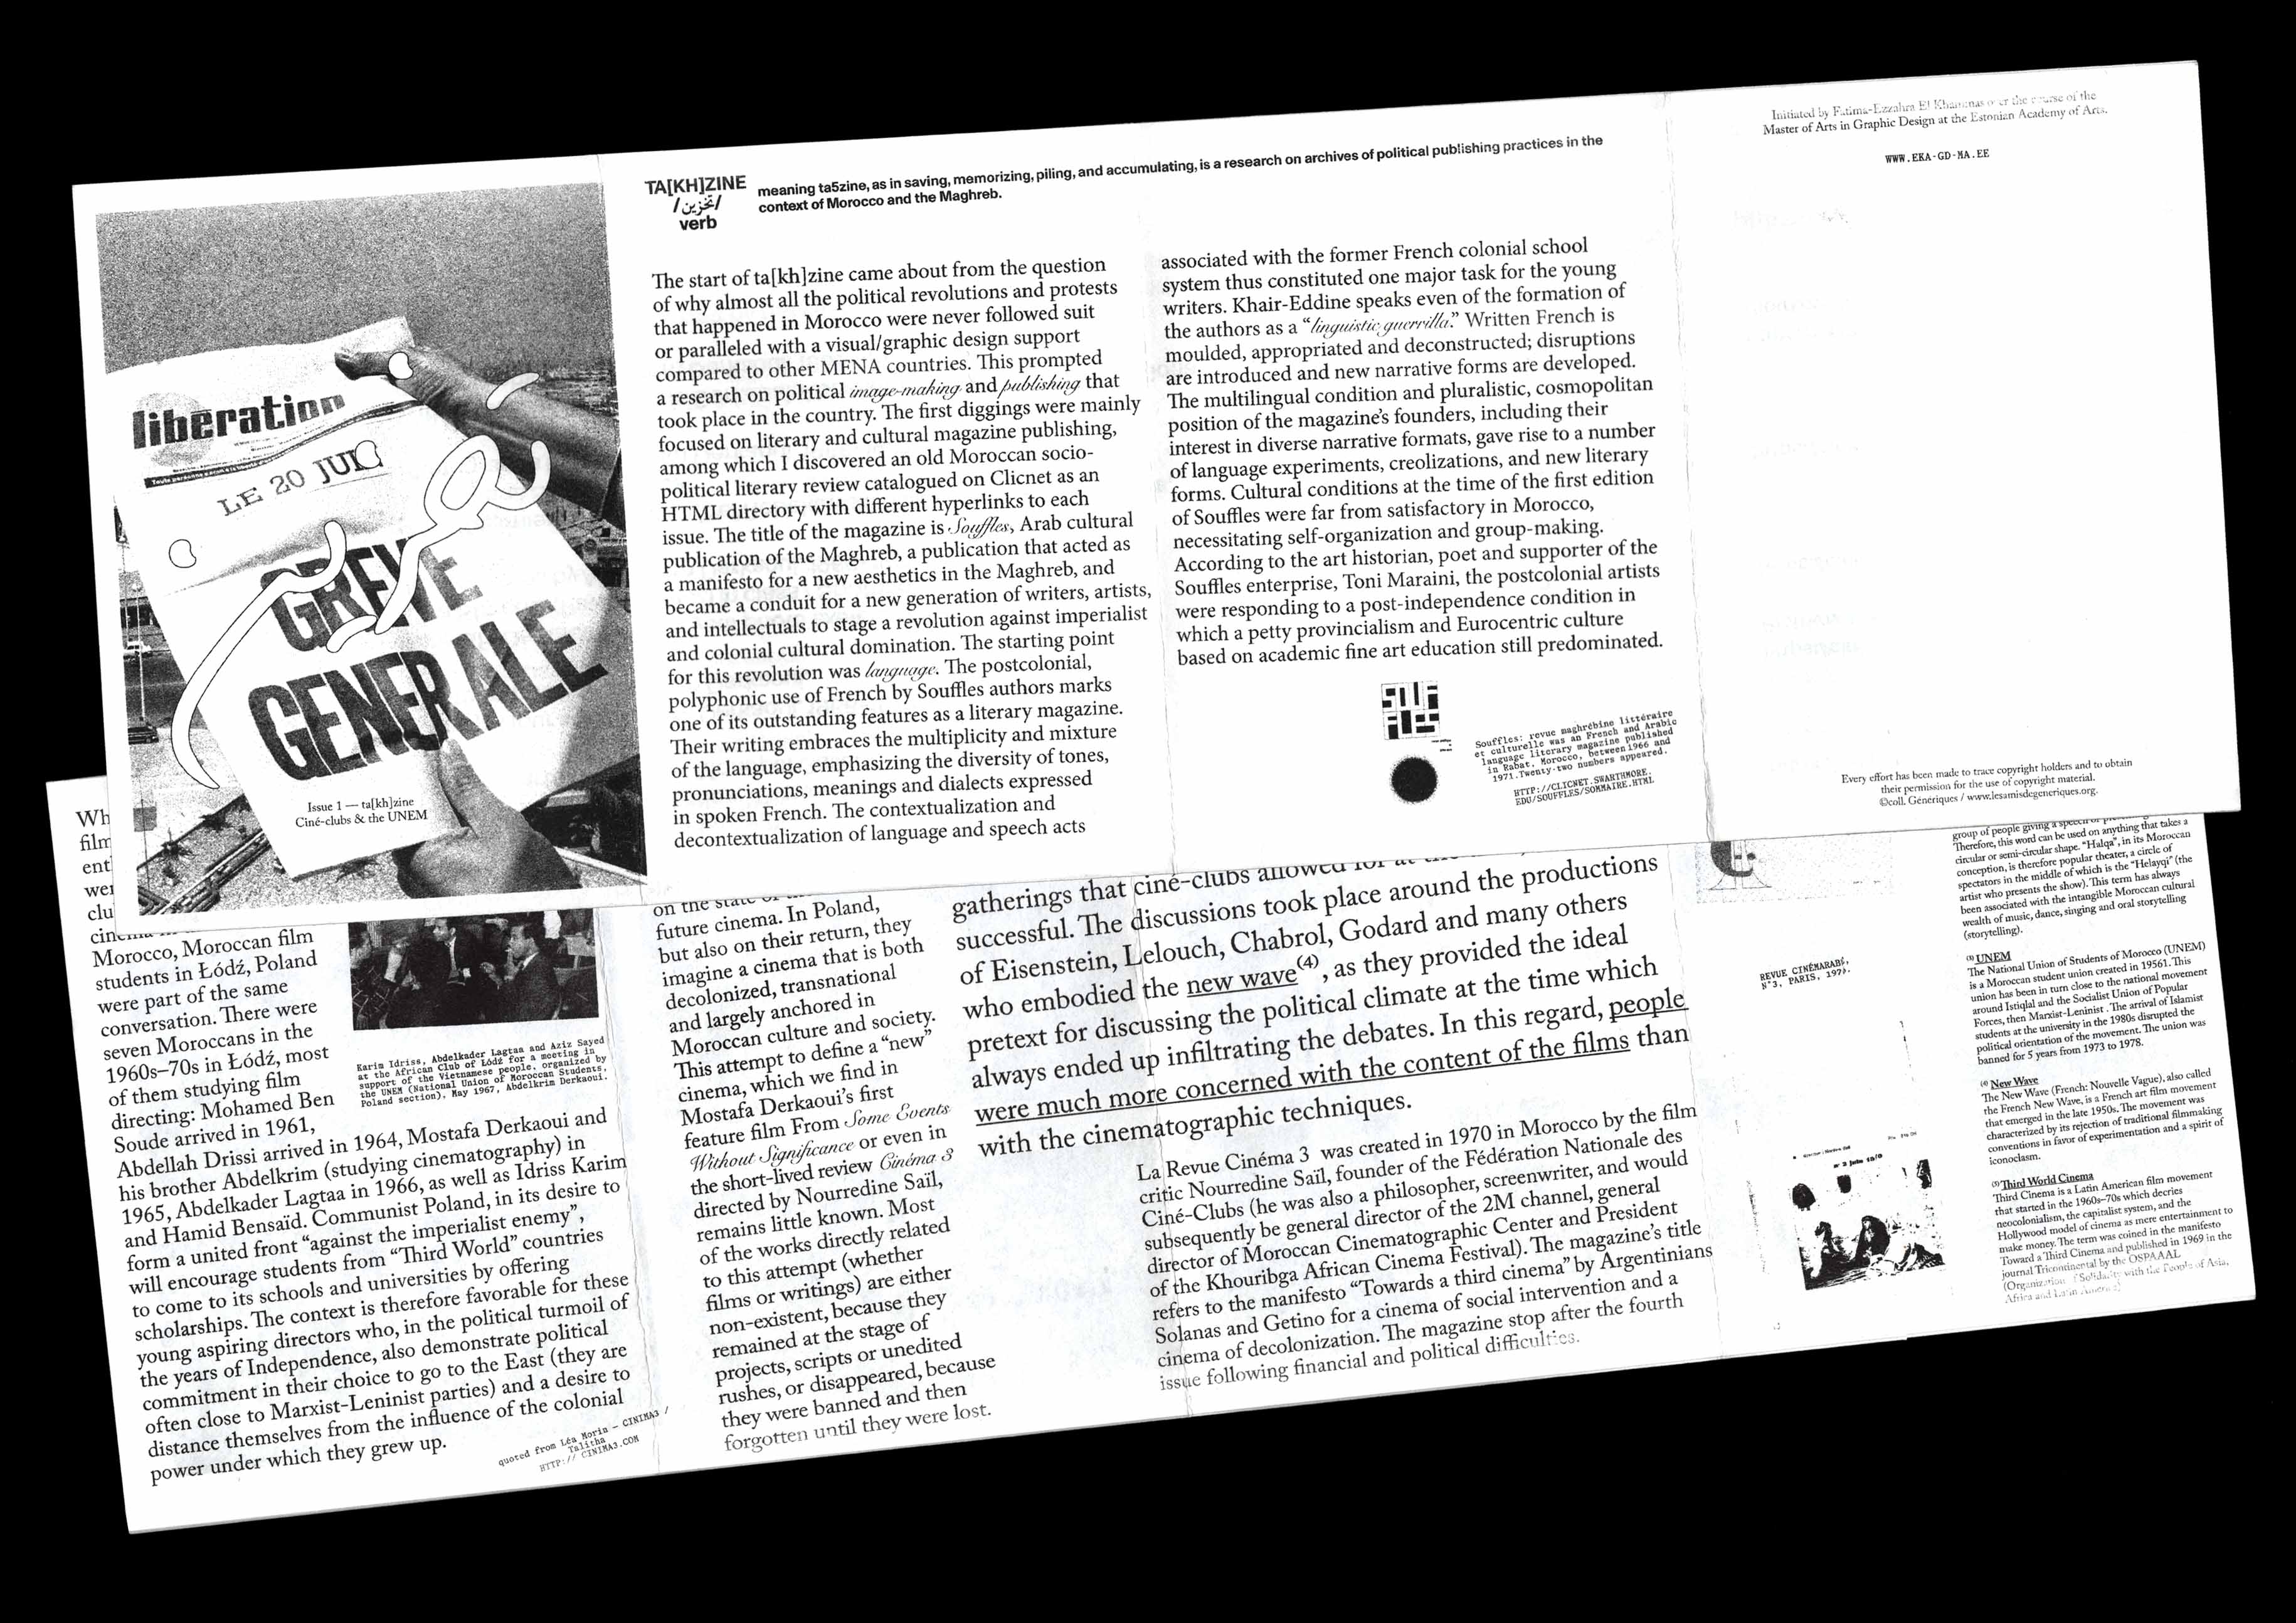 libération
LE 20 JUI
GREVE
GENERALE
Issue 1 — ta[kh]zine
Ciné-clubs & the UNEM
TA[KH]ZINE
/تخزين/
verb
meaning ta5zine, as in saving, memorizing, piling, and accumulating, is a research on archives of political publishing practices in the
context of Morocco and the Maghreb.
The start of ta[kh]zine came about from the question
of why almost all the political revolutions and protests
that happened in Morocco were never followed suit
or paralleled with a visual/graphic design support
compared to other MENA countries. This prompted
a research on political image-making and publishing that
took place in the country. The first diggings were mainly
focused on literary and cultural magazine publishing,
among which I discovered an old Moroccan socio-
political literary review catalogued on Clicnet as an
HTML directory with different hyperlinks to each
issue. The title of the magazine is Souffles, Arab cultural
publication of the Maghreb, a publication that acted as
a manifesto for a new aesthetics in the Maghreb, and
became a conduit for a new generation of writers, artists,
and intellectuals to stage a revolution against imperialist
and colonial cultural domination. The starting point
for this revolution was language. The postcolonial,
polyphonic use of French by Souffles authors marks
one of its outstanding features as a literary magazine.
Their writing embraces the multiplicity and mixture
of the language, emphasizing the diversity of tones,
pronunciations, meanings and dialects expressed
in spoken French. The contextualization and
decontextualization of language and speech acts
associated with the former French colonial school
system thus constituted one major task for the young
writers. Khair-Eddine speaks even of the formation of
the authors as a “linguistic guerrilla.” Written French is
moulded, appropriated and deconstructed; disruptions
are introduced and new narrative forms are developed.
The multilingual condition and pluralistic, cosmopolitan
position of the magazine’s founders, including their
interest in diverse narrative formats, gave rise to a number
of language experiments, creolizations, and new literary
forms. Cultural conditions at the time of the first edition
of Souffles were far from satisfactory in Morocco,
necessitating self-organization and group-making.
According to the art historian, poet and supporter of the
Souffles enterprise, Toni Maraini, the postcolonial artists
were responding to a post-independence condition in
which a petty provincialism and Eurocentric culture
based on academic fine art education still predominated.
SOUFFLES
Souffles: revue maghrébine littéraire
et culturelle was an French and Arabic
language literary magazine published
in Rabat, Morocco, between 1966 and
1971. Twenty-two numbers appeared.
HTTP://CLICNET.SWARTHMORE.
EDU/SOUFFLES/SOMMAIRE.HTML
Initiated by Fatima-Ezzahra El Khammas over the course of the
Master of Arts in Graphic Design at the Estonian Academy of Arts.
WWW.EKA-GD-MA.EE
Every effort has been made to trace copyright holders and to obtain
their permission for the use of copyright material.
©coll. Génériques / www.lesamisdegeneriques.org.
Wh
film
ent
wer
clu
cinema
Morocco, Moroccan film
students in Łódź, Poland
were part of the same
conversation. There were
seven Moroccans in the
1960s–70s in Łódź, most
of them studying film
directing: Mohamed Ben
Soude arrived in 1961,
Abdellah Drissi arrived in 1964, Mostafa Derkaoui and
his brother Abdelkrim (studying cinematography) in
1965, Abdelkader Lagtaa in 1966, as well as Idriss Karim
and Hamid Bensaïd. Communist Poland, in its desire to
form a united front “against the imperialist enemy”,
will encourage students from “Third World” countries
to come to its schools and universities by offering
scholarships. The context is therefore favorable for these
young aspiring directors who, in the political turmoil of
the years of Independence, also demonstrate political
commitment in their choice to go to the East (they are
often close to Marxist-Leninist parties) and a desire to
distance themselves from the influence of the colonial
power under which they grew up.
Karim Idriss, Abdelkader Lagtaa and Aziz Sayed
at the African Club of Łódź for a meeting in
support of the Vietnamese people, organized by
the UNEM (National Union of Moroccan Students,
Poland section), May 1967, Abdelkrim Derkaoui.
quoted from Léa Morin – CINIMA3 /
Talitha
HTTP:// CINIMA3.COM
on the state of
future cinema. In Poland,
but also on their return, they
imagine a cinema that is both
decolonized, transnational
and largely anchored in
Moroccan culture and society.
This attempt to define a “new”
cinema, which we find in
Mostafa Derkaoui’s first
feature film From Some Events
Without Significance or even in
the short-lived review Cinéma 3
directed by Nourredine Saïl,
remains little known. Most
of the works directly related
to this attempt (whether
films or writings) are either
non-existent, because they
remained at the stage of
projects, scripts or unedited
rushes, or disappeared, because
they were banned and then
forgotten until they were lost.
gatherings that ciné-clubs allowed for
successful. The discussions took place around the productions
of Eisenstein, Lelouch, Chabrol, Godard and many others
who embodied the new wave(4), as they provided the ideal
pretext for discussing the political climate at the time which
always ended up infiltrating the debates. In this regard, people
were much more concerned with the content of the films than
with the cinematographic techniques.
La Revue Cinéma 3 was created in 1970 in Morocco by the film
critic Nourredine Saïl, founder of the Fédération Nationale des
Ciné-Clubs (he was also a philosopher, screenwriter, and would
subsequently be general director of the 2M channel, general
director of Moroccan Cinematographic Center and President
of the Khouribga African Cinema Festival). The magazine’s title
refers to the manifesto “Towards a third cinema” by Argentinians
Solanas and Getino for a cinema of social intervention and a
cinema of decolonization. The magazine stop after the fourth
issue following financial and political difficulties.
REVUE CINÉMARABE,
N°3, PARIS, 197
group of people giving a speech or
Therefore, this word can be used on anything that takes a
circular or semi-circular shape. “Halqa”, in its Moroccan
conception, is therefore popular theater, a circle of
spectators in the middle of which is the “Helayqi” (the
artist who presents the show). This term has always
been associated with the intangible Moroccan cultural
wealth of music, dance, singing and oral storytelling
(storytelling).
(3) UNEM
The National Union of Students of Morocco (UNEM)
is a Moroccan student union created in 19561. This
union has been in turn close to the national movement
around Istiqlal and the Socialist Union of Popular
Forces, then Marxist-Leninist . The arrival of Islamist
students at the university in the 1980s disrupted the
political orientation of the movement. The union was
banned for 5 years from 1973 to 1978.
(4) New Wave
The New Wave (French: Nouvelle Vague), also called
the French New Wave, is a French art film movement
that emerged in the late 1950s. The movement was
characterized by its rejection of traditional filmmaking
conventions in favor of experimentation and a spirit of
iconoclasm.
(5) Third World Cinema
Third Cinema is a Latin American film movement
that started in the 1960s–70s which decries
neocolonialism, the capitalist system, and the
Hollywood model of cinema as mere entertainment to
make money. The term was coined in the manifesto
Toward a Third Cinema and published in 1969 in the
journal Tricontinental by the OSPAAAL
(Organization of Solidarity with the People of Asia,
Africa and Latin America)